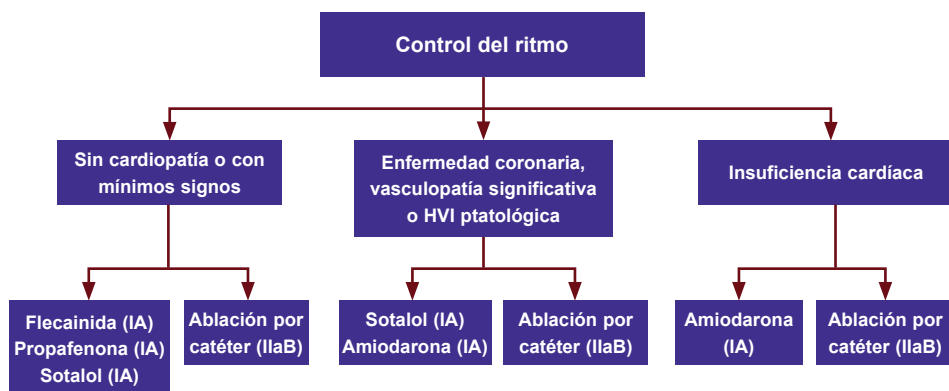 Control del ritmo
Sin cardiopatía o con
mínimos signos
Enfermedad coronaria,
vasculopatía significativa
o HVI ptatológica
Insuficiencia cardíaca
Flecainida (IA)
Propafenona (IA)
Sotalol (IA)
Ablación por
catéter (IIaB)
Sotalol (IA)
Amiodarona (IA)
Ablación por
catéter (IIaB)
Amiodarona
(IA)
Ablación por
catéter (IIaB)